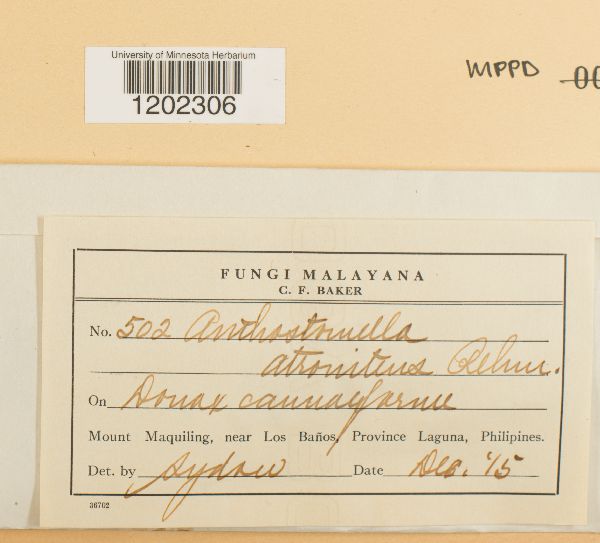 University of Minnesota Herbarium
1202306
MPPD 00
FUNGI MALAYANA
C. F. BAKER
No. 502 Anthostomella
atronitens Rehm.
On Donax cannaeformis
Mount Maquiling, near Los Baños, Province Laguna, Philipines.
Det. by Sydow Date Dec. '15
36702